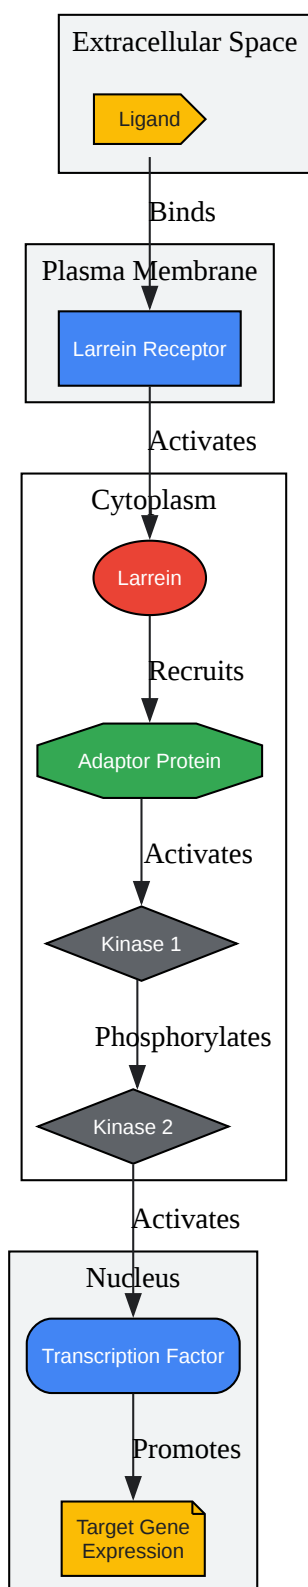 Extracellular Space
Ligand
Binds
Plasma Membrane
Larrein Receptor
Activates
Cytoplasm
Larrein
Recruits
Adaptor Protein
Activates
Kinase 1
Phosphorylates
Kinase 2
Activates
Nucleus
Transcription Factor
Promotes
Target Gene
Expression